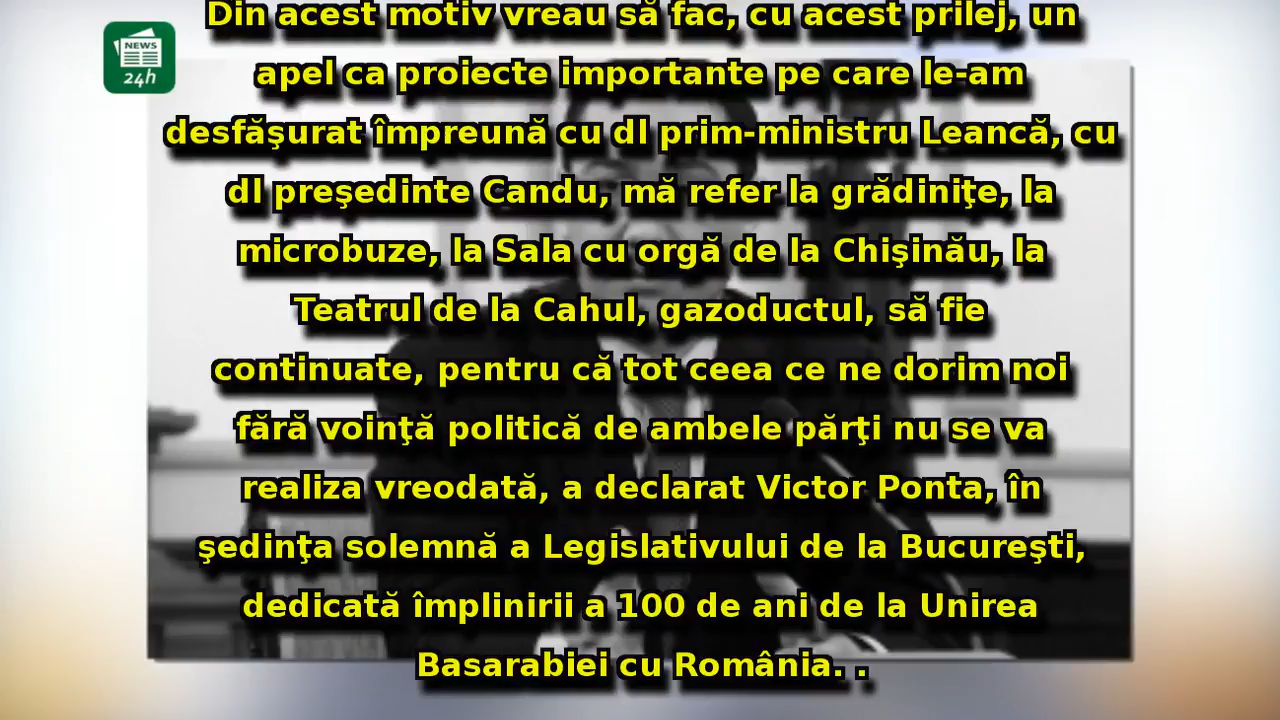 Din acest motiv vreau să fac, cu acest prilej, un
NEWS
24h
apel ca proiecte importante pe care le-am
desfăşurat împreună cu dl prim-ministru Leancă, cu
dl preşedinte Candu, mă refer la grădiniţe, la
microbuze, la Sala cu orgă de la Chişinău, la
Teatrul de la Cahul, gazoductul, să fie
continuate, pentru că tot ceea ce ne dorim noi
fără voinţă politică de ambele părţi nu se va
realiza vreodată, a declarat Victor Ponta, în
şedinţa solemnă a Legislativului de la Bucureşti,
dedicată împlinirii a 100 de ani de la Unirea
Basarabiei cu România. .